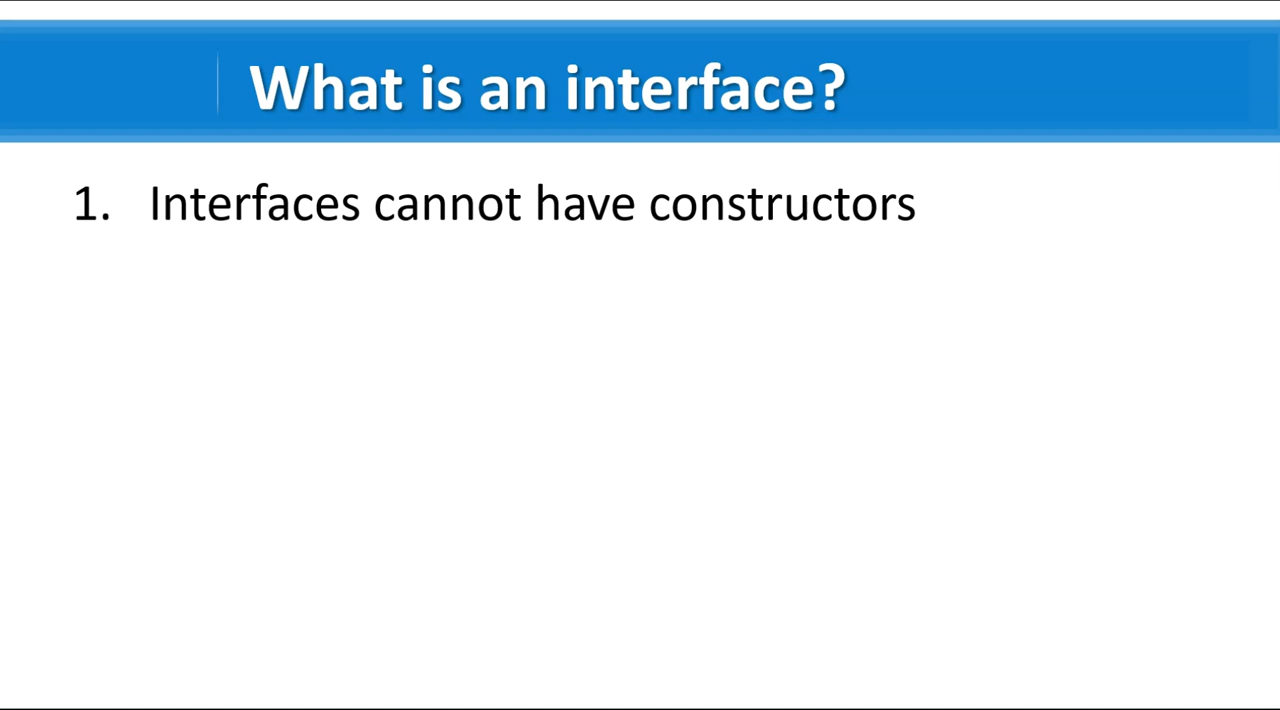 What is an interface?
1. Interfaces cannot have constructors